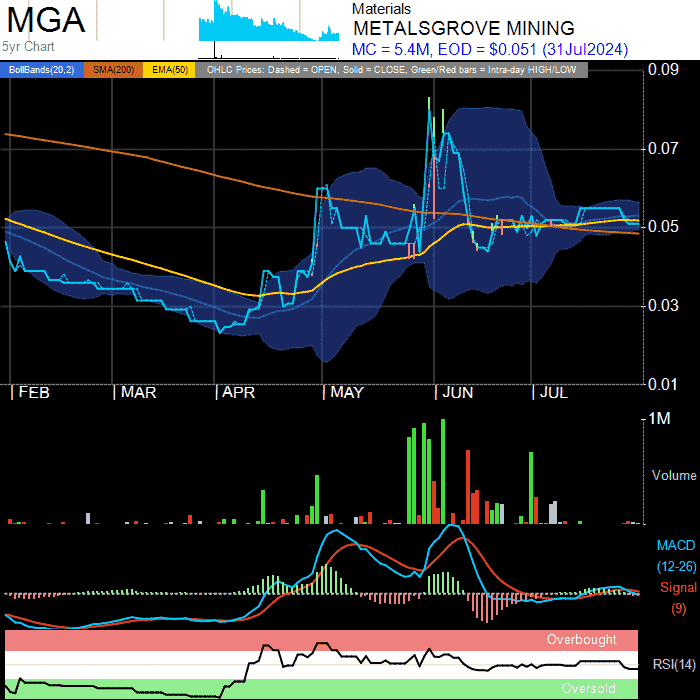 MGA
5yr Chart
Materials
METALSGROVE MINING
MC = 5.4M, EOD = $0.051 (31Jul2024)
BollBands(20,2) SMA(200) EMA(50) OHLC Prices: Dashed = OPEN, Solid = CLOSE, Green/Red bars = Intra-day HIGH/LOW
0.09
0.07
0.05
0.03
0.01
FEB MAR APR MAY JUN JUL
1M
Volume
MACD
(12-26)
Signal
(9)
Overbought
RSI(14)
Oversold